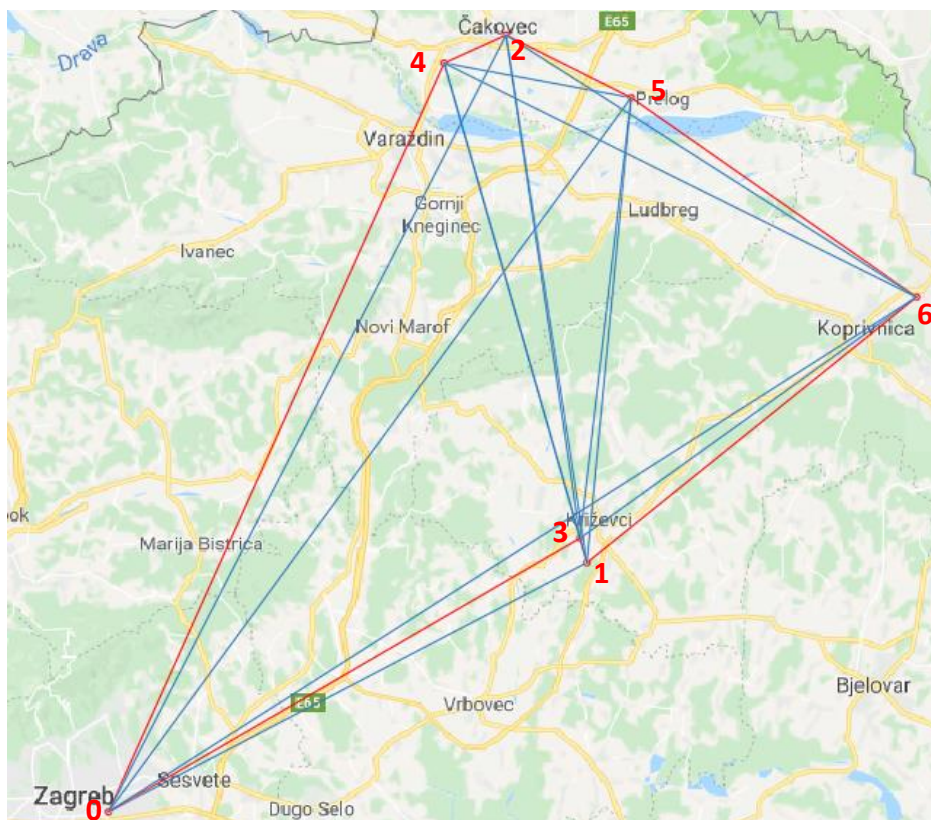 Čakovec
E65
2
Drava
4
5
Prelog
Varaždin
Gornji
Kneginec
Ludbreg
Ivanec
6
Novi Marof
Koprivnica
ok
Križevci
3
Marija Bistrica
1
Bjelovar
E65
Vrbovec
Sesvete
Zagreb
0
Dugo Selo